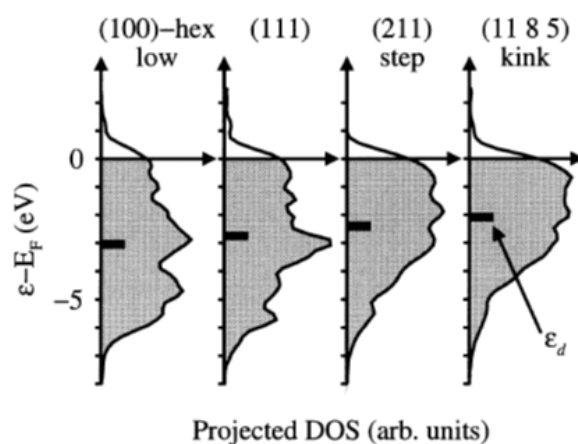 (100)−hex (111) (211) (11 8 5)
low step kink
0
−5
ε−E_F (eV)
ε_d
Projected DOS (arb. units)